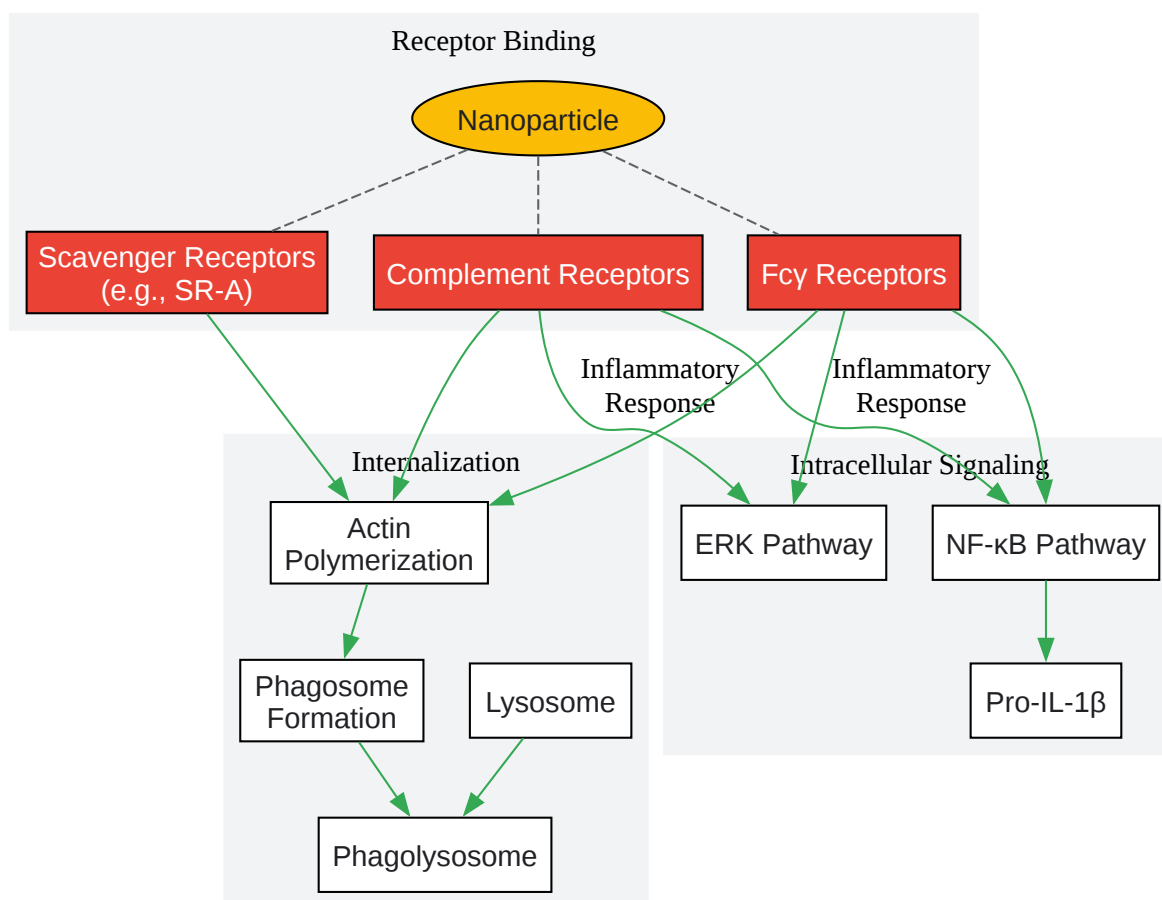 Receptor Binding
Nanoparticle
Scavenger Receptors
(e.g., SR-A)
Complement Receptors
Fcγ Receptors
Inflammatory
Response
Inflammatory
Response
Internalization
Intracellular Signaling
Actin
Polymerization
ERK Pathway
NF-κB Pathway
Phagosome
Formation
Lysosome
Pro-IL-1β
Phagolysosome